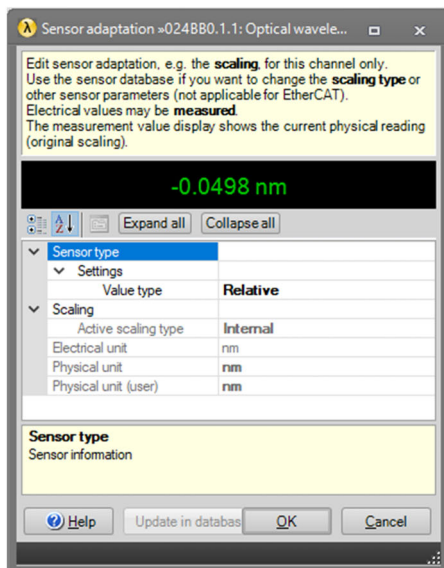 λ Sensor adaptation »024BB0.1.1: Optical wavele...
Edit sensor adaptation, e.g. the scaling, for this channel only.
Use the sensor database if you want to change the scaling type or
other sensor parameters (not applicable for EtherCAT).
Electrical values may be measured.
The measurement value display shows the current physical reading
(original scaling).
-0.0498 nm
Expand all Collapse all
Sensor type
Settings
Value type Relative
Scaling
Active scaling type Internal
Electrical unit nm
Physical unit nm
Physical unit (user) nm
Sensor type
Sensor information
Help Update in databas OK Cancel